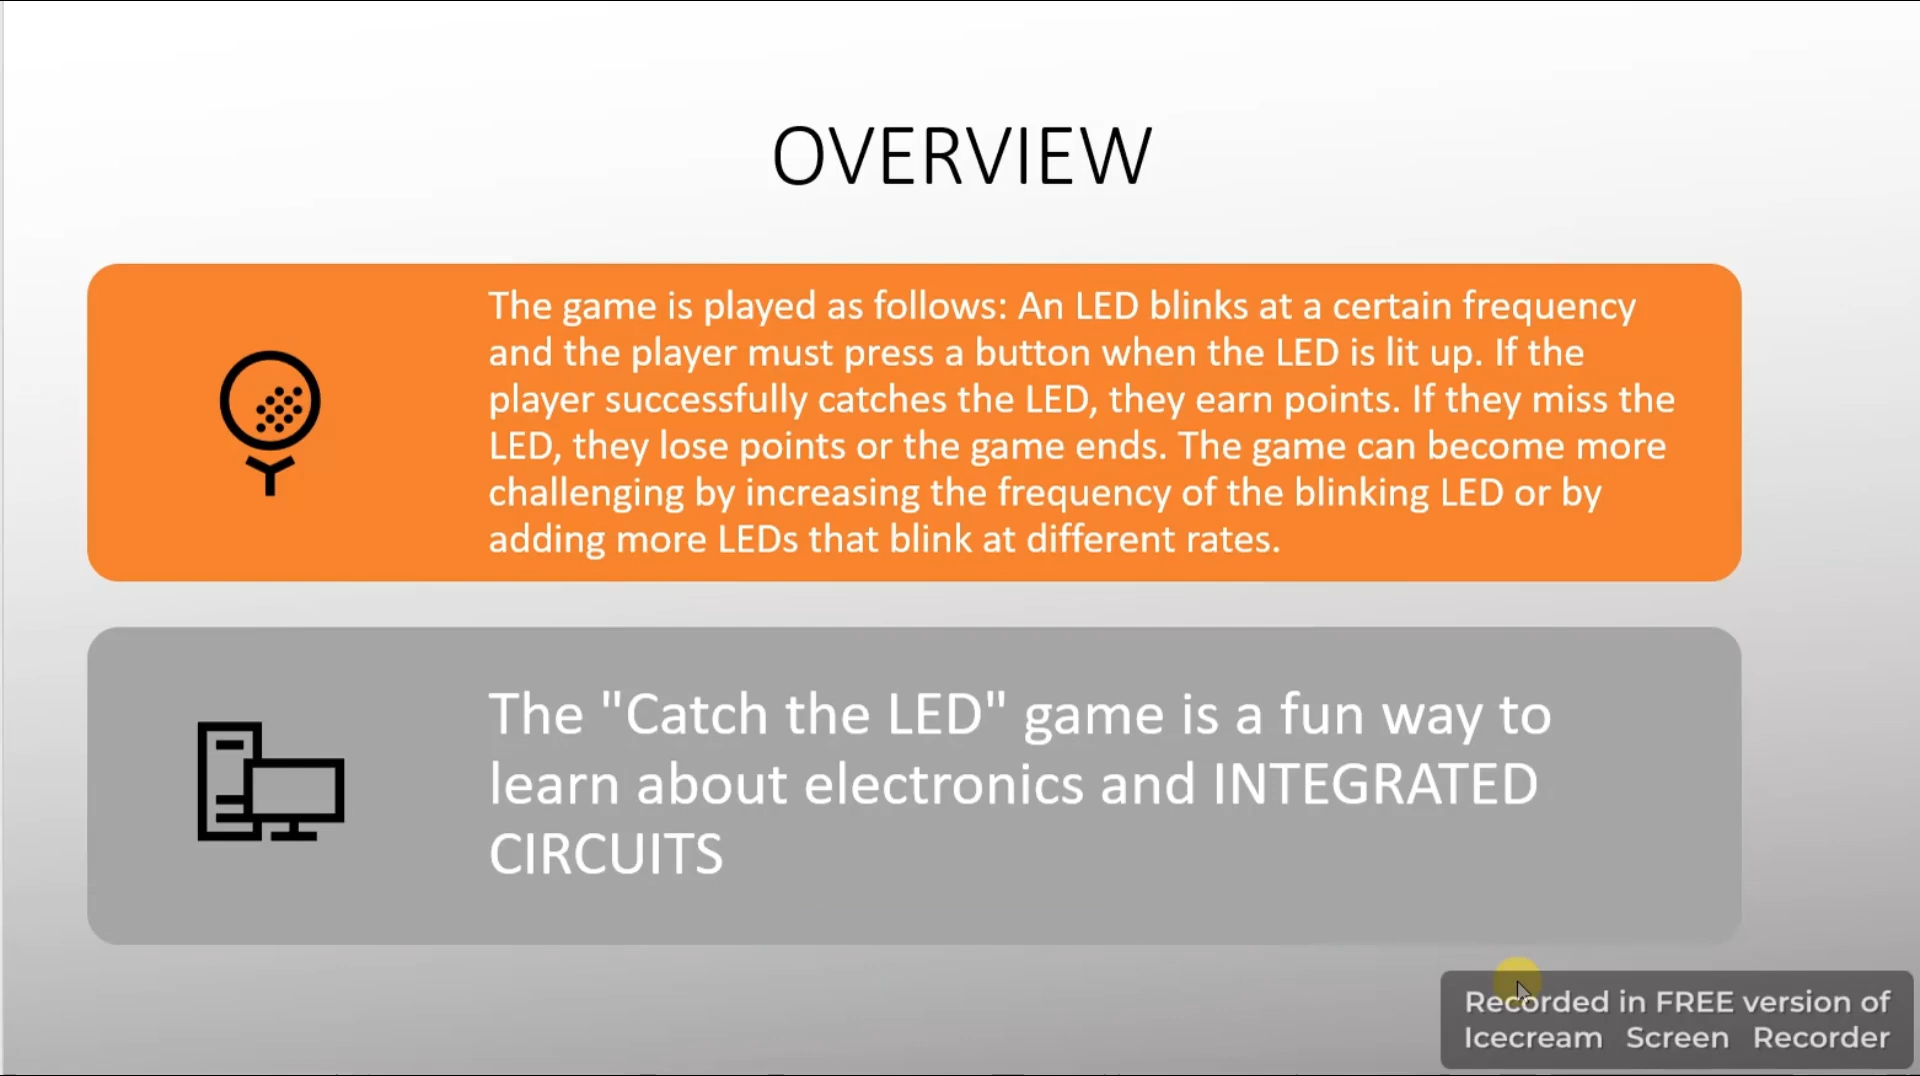 OVERVIEW
The game is played as follows: An LED blinks at a certain frequency
and the player must press a button when the LED is lit up. If the
player successfully catches the LED, they earn points. If they miss the
LED, they lose points or the game ends. The game can become more
challenging by increasing the frequency of the blinking LED or by
adding more LEDs that blink at different rates.
The "Catch the LED" game is a fun way to
learn about electronics and INTEGRATED
CIRCUITS
Recorded in FREE version of
Icecream Screen Recorder